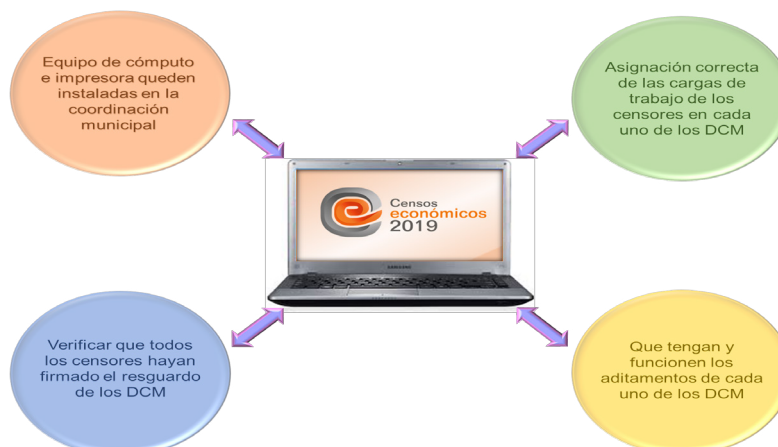 Equipo de cómputo
e impresora queden
instaladas en la
coordinación
municipal
Asignación correcta
de las cargas de
trabajo de los
censores en cada
uno de los DCM
Censos
económicos
2019
SAMSUNG
Verificar que todos
los censores hayan
firmado el resguardo
de los DCM
Que tengan y
funcionen los
aditamentos de cada
uno de los DCM